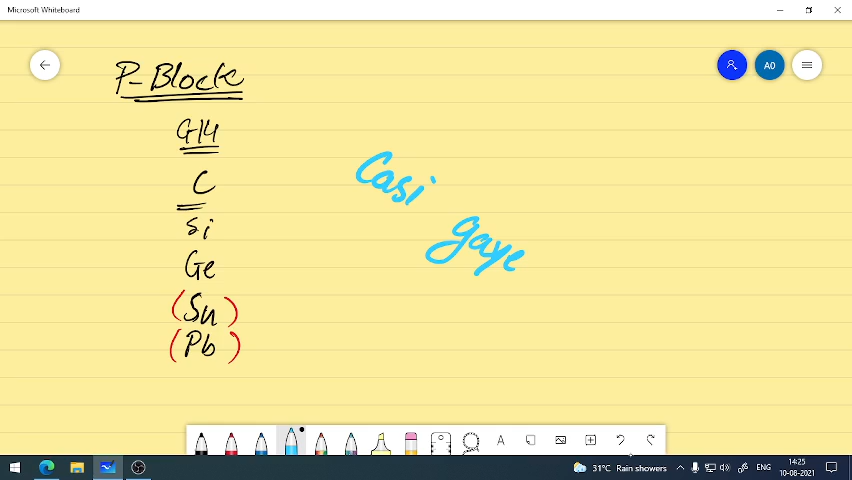 Microsoft Whiteboard
P-Block
G14
C
Si
Ge
(Sn)
(Pb)
Casi
gaye
AO
A
31°C Rain showers
ENG
14:25
10-08-2021